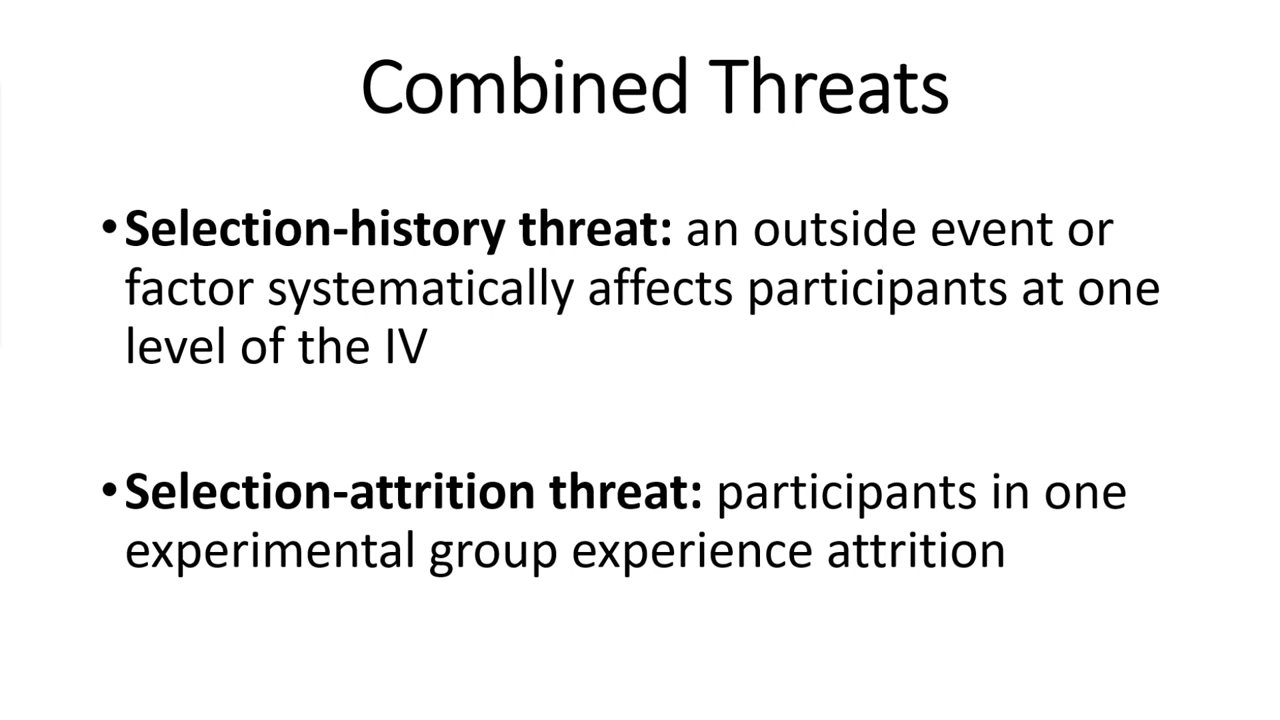 Combined Threats
•Selection-history threat: an outside event or
factor systematically affects participants at one
level of the IV
•Selection-attrition threat: participants in one
experimental group experience attrition